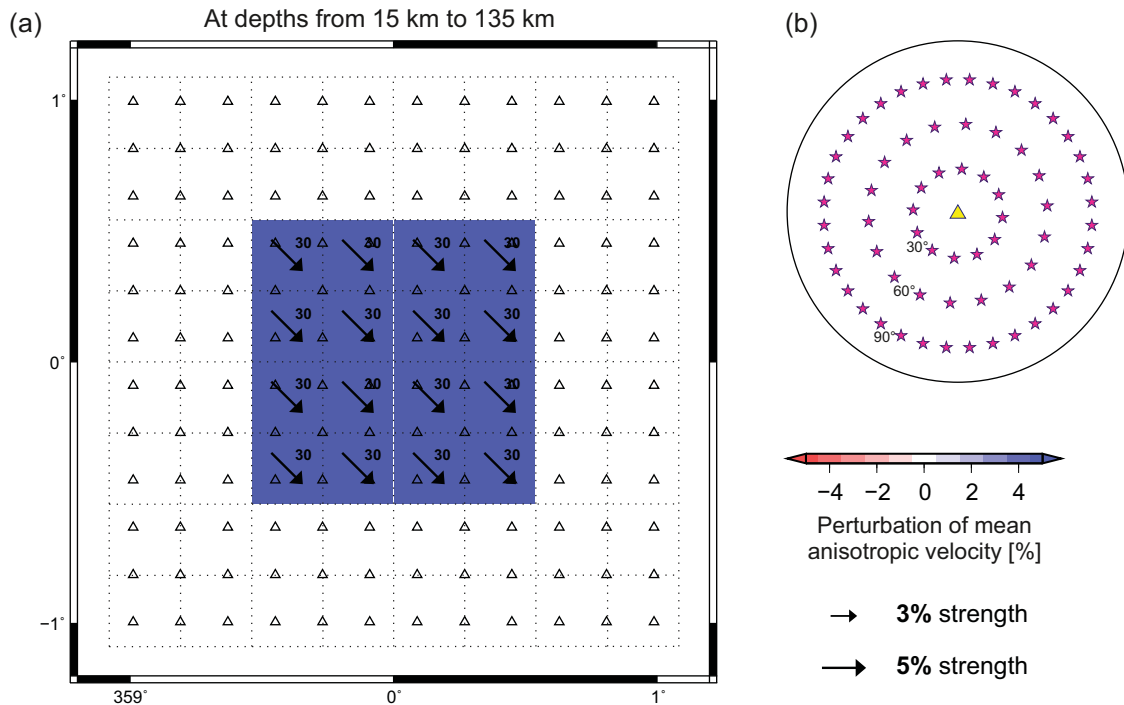 (a)
At depths from 15 km to 135 km
(b)
1°
0°
−1°
359°
0°
1°
30 30 30 30
30 30 30 30
30 30 30 30
30 30 30 30
30°
60°
90°
−4 −2 0 2 4
Perturbation of mean
anisotropic velocity [%]
3% strength
5% strength